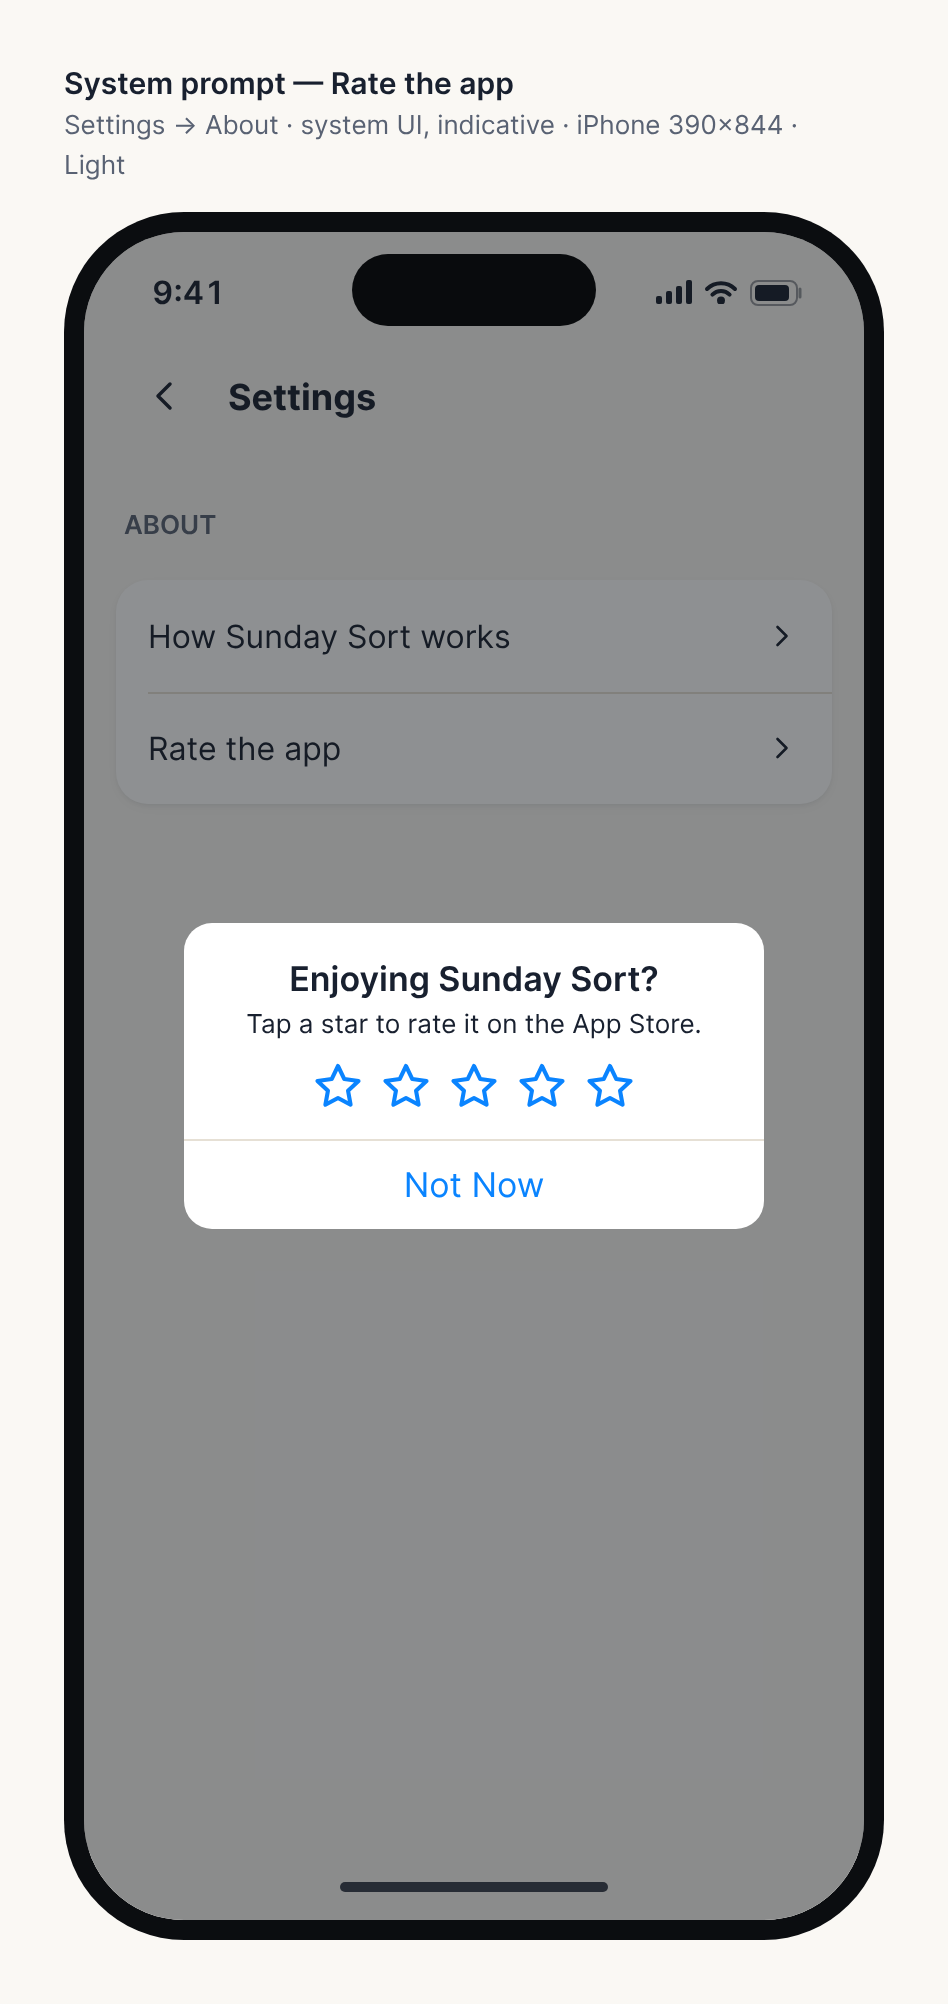 System prompt — Rate the app
Settings → About · system UI, indicative · iPhone 390×844 ·
Light
9:41
Settings
ABOUT
How Sunday Sort works
Rate the app
Enjoying Sunday Sort?
Tap a star to rate it on the App Store.
Not Now